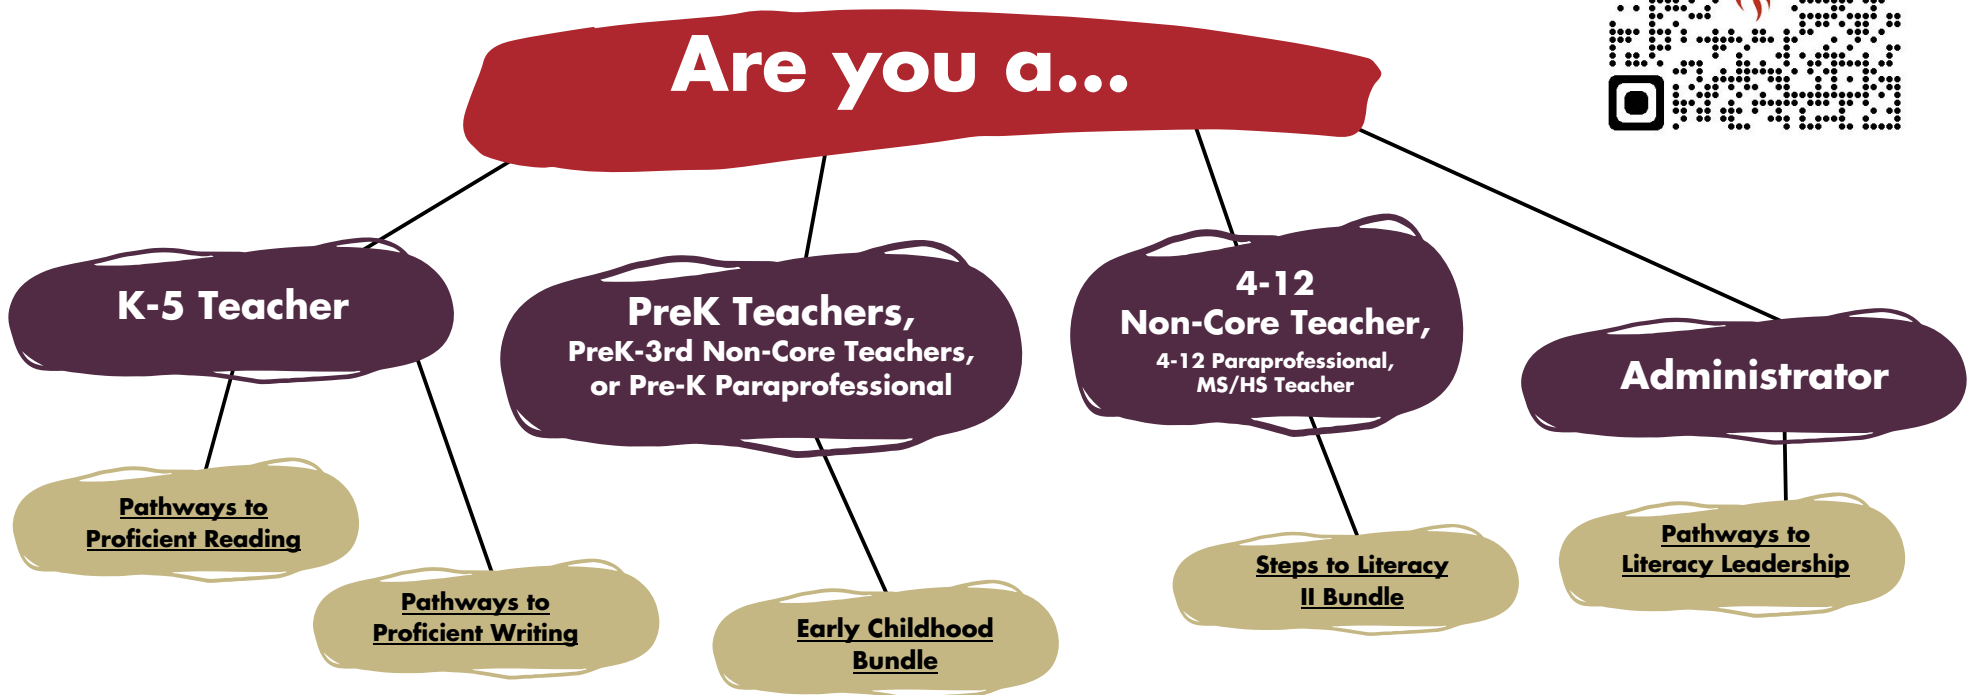 Are you a...
K-5 Teacher
PreK Teachers,
PreK-3rd Non-Core Teachers,
or Pre-K Paraprofessional
4-12
Non-Core Teacher,
4-12 Paraprofessional,
MS/HS Teacher
Administrator
Pathways to
Proficient Reading
Pathways to
Proficient Writing
Early Childhood
Bundle
Steps to Literacy
II Bundle
Pathways to
Literacy Leadership